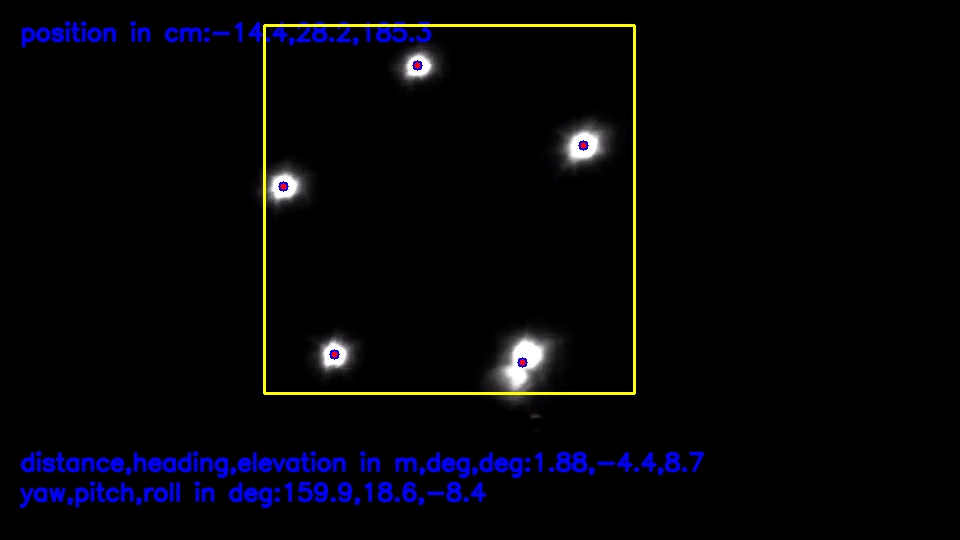 position in cm:-14.4,28.2,185.3
distance,heading,elevation in m,deg,deg:1.88,-4.4,8.7
yaw,pitch,roll in deg:159.9,18.6,-8.4